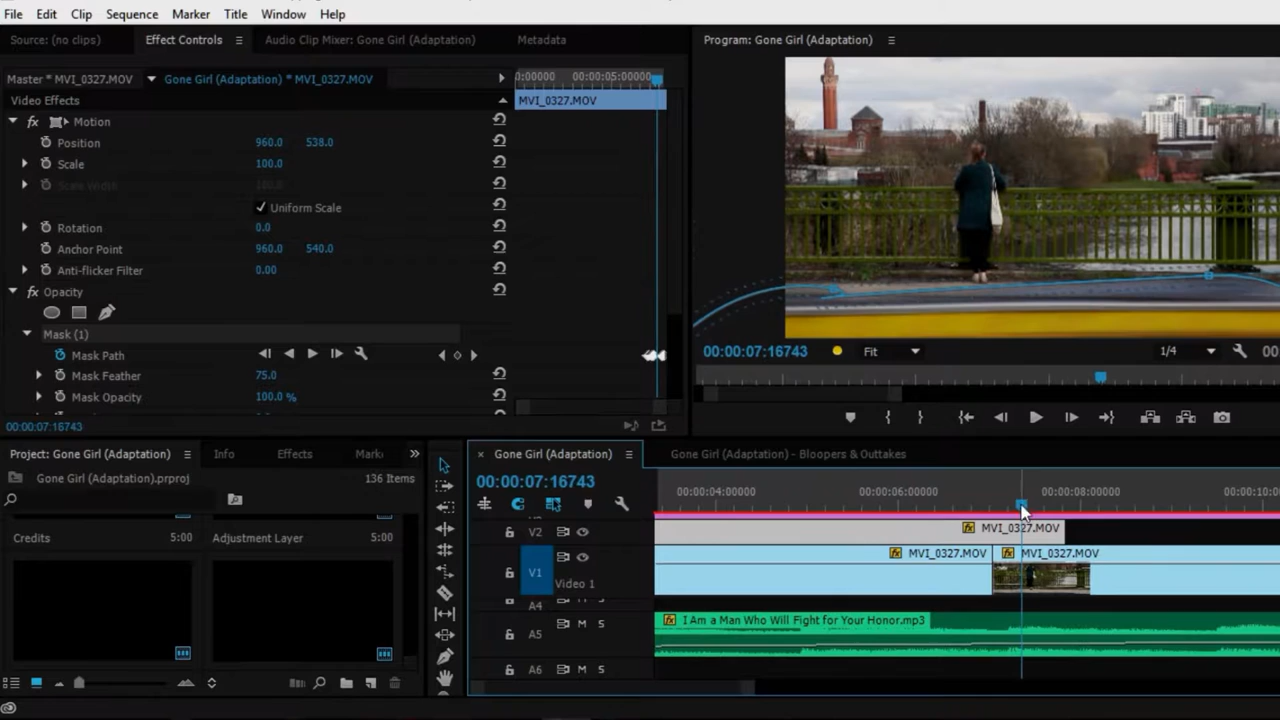 File Edit Clip Sequence Marker Title Window Help
Source: (no clips) Effect Controls Audio Clip Mixer: Gone Girl (Adaptation) Metadata
Program: Gone Girl (Adaptation)
Master * MVI_0327.MOV Gone Girl (Adaptation) * MVI_0327.MOV
0:00000 00:00:05:00000
Video Effects
MVI_0327.MOV
fx Motion
Position 960.0 538.0
Scale 100.0
Scale Width 100.0
Uniform Scale
Rotation 0.0
Anchor Point 960.0 540.0
Anti-flicker Filter 0.00
fx Opacity
Mask (1)
Mask Path
Mask Feather 75.0
Mask Opacity 100.0 %
00:00:07:16743
00:00:07:16743 Fit 1/4 00
Project: Gone Girl (Adaptation) Info Effects Mark
Gone Girl (Adaptation).prproj 136 Items
Credits 5:00 Adjustment Layer 5:00
Gone Girl (Adaptation) Gone Girl (Adaptation) - Bloopers & Outtakes
00:00:07:16743
00:00:04:00000 00:00:06:00000 00:00:08:00000 00:00:10:0
V2 fx MVI_0327.MOV
V1 Video 1 fx MVI_0327.MOV fx MVI_0327.MOV
A4
A5 M S fx I Am a Man Who Will Fight for Your Honor.mp3
A6 M S